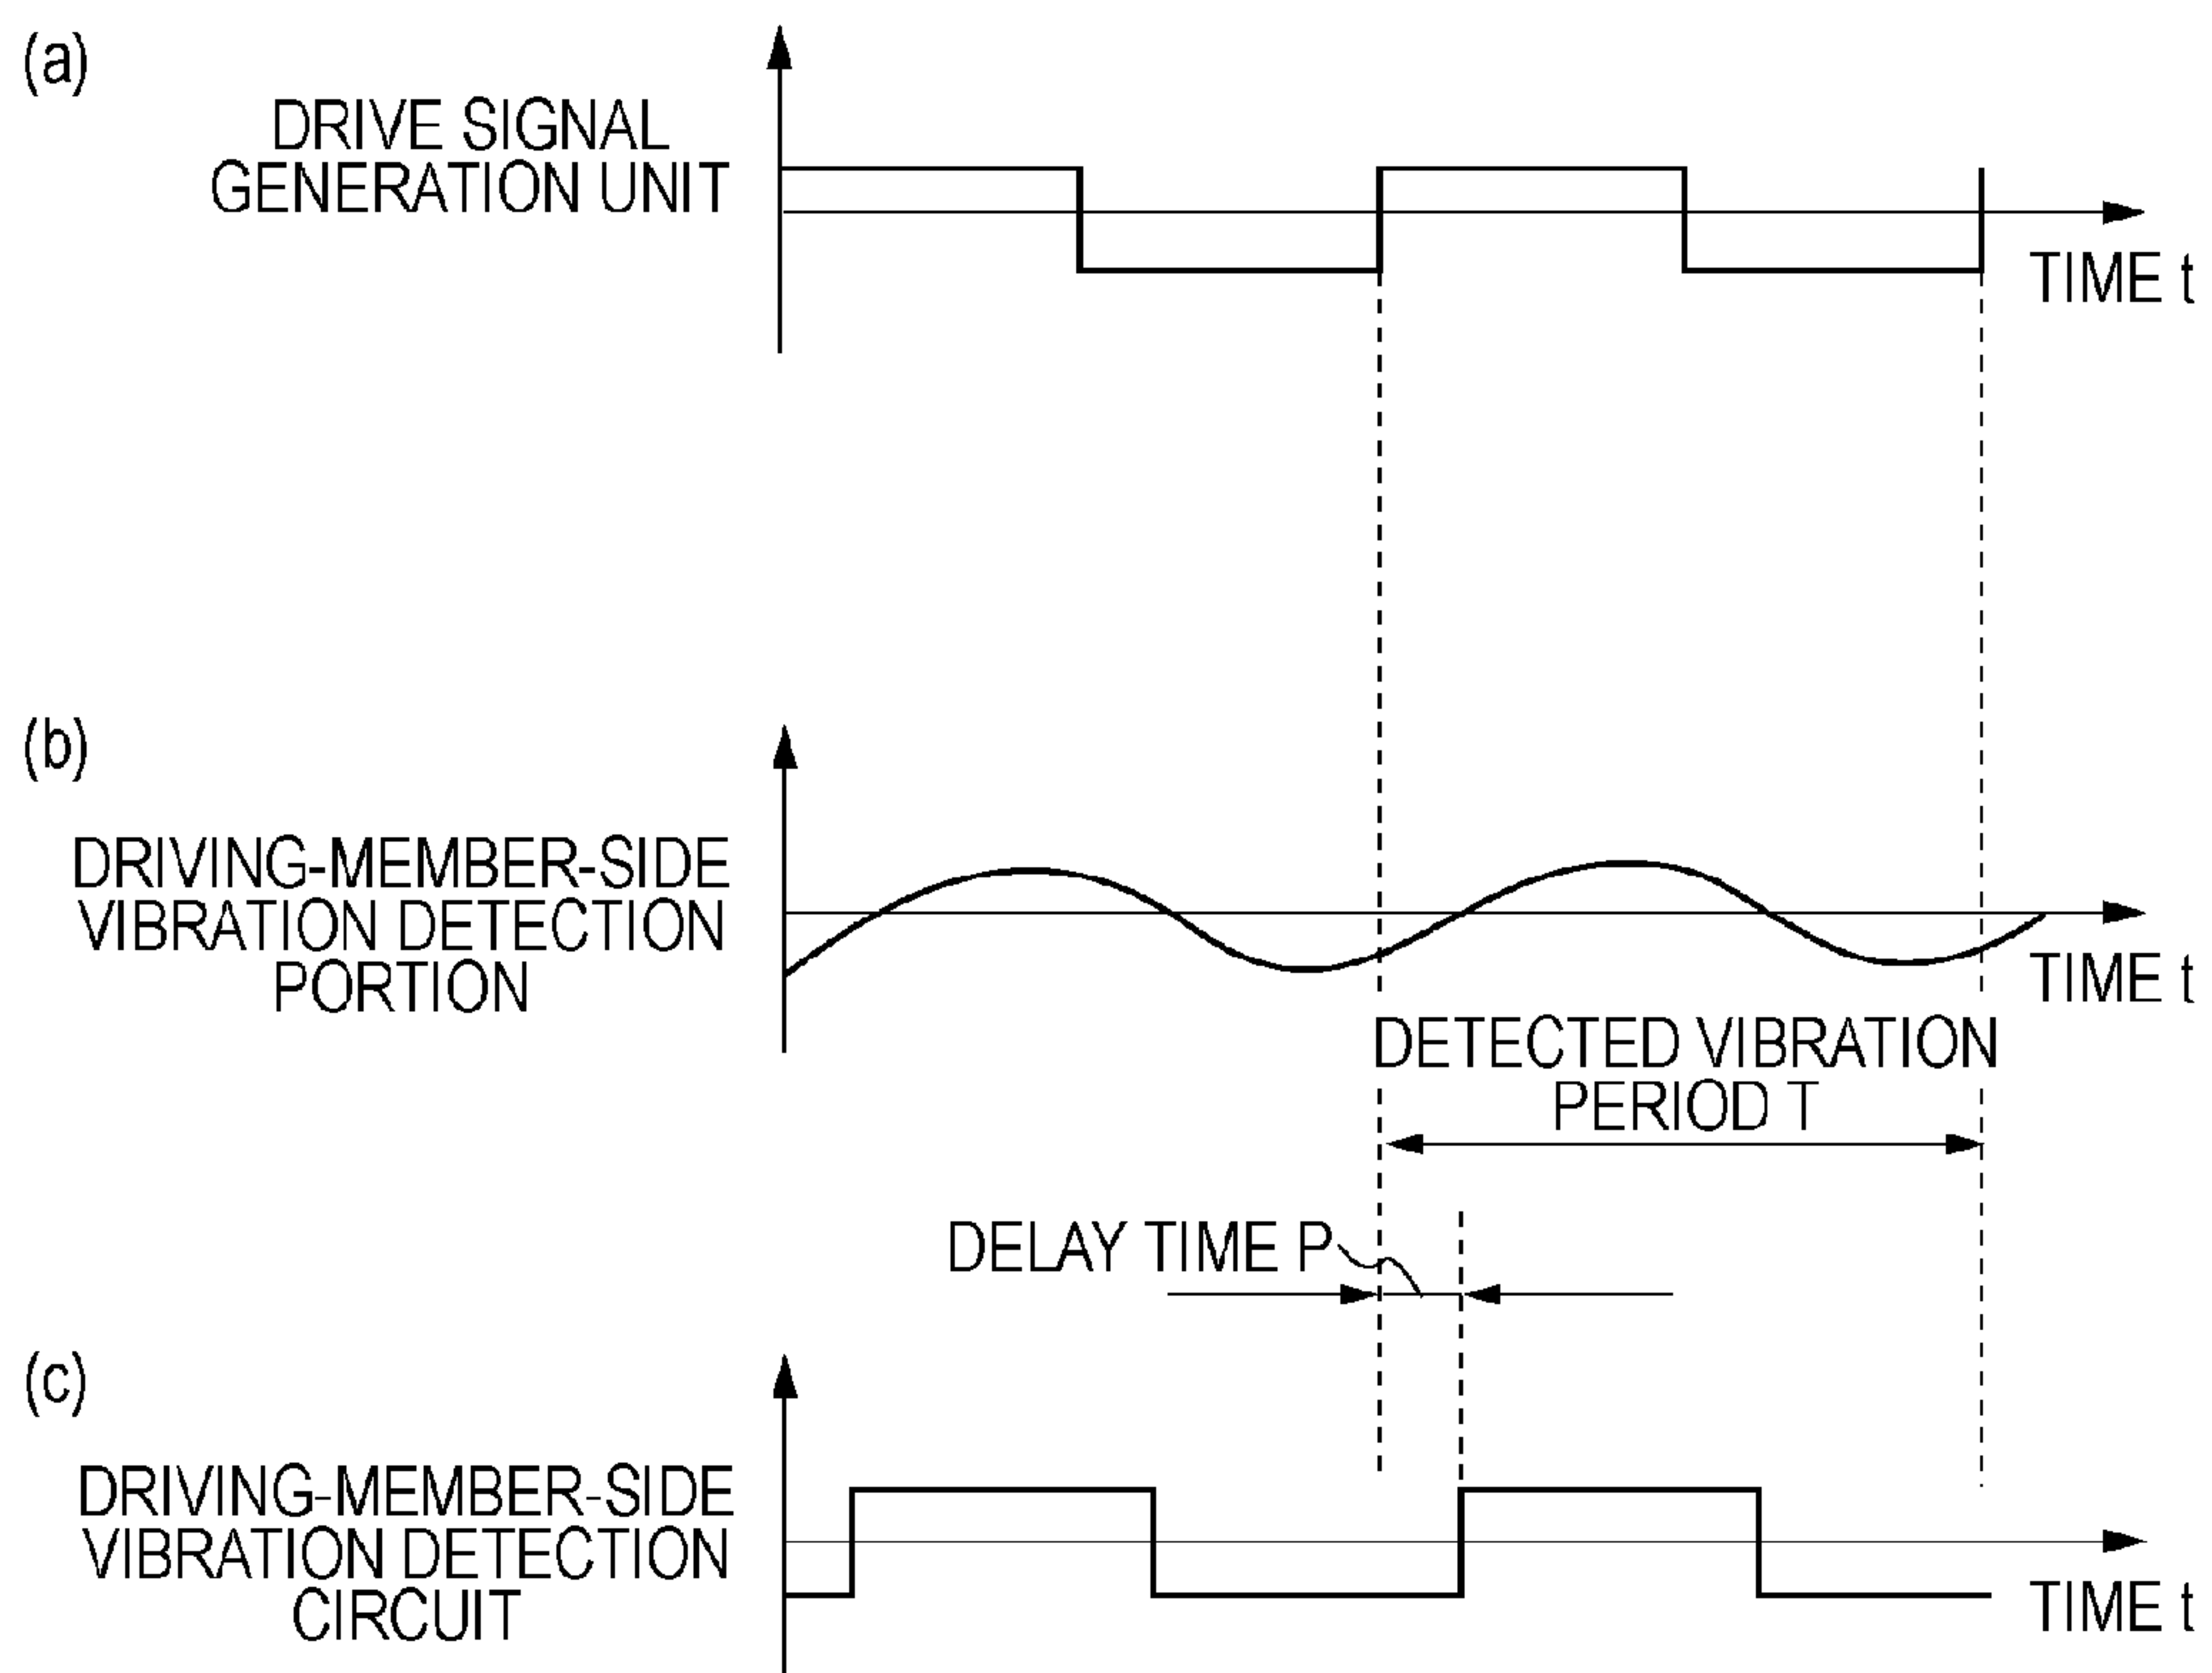 (a)
DRIVE SIGNAL
GENERATION UNIT
TIME t
(b)
DRIVING-MEMBER-SIDE
VIBRATION DETECTION
PORTION
TIME t
DETECTED VIBRATION
PERIOD T
DELAY TIME P
(c)
DRIVING-MEMBER-SIDE
VIBRATION DETECTION
CIRCUIT
TIME t